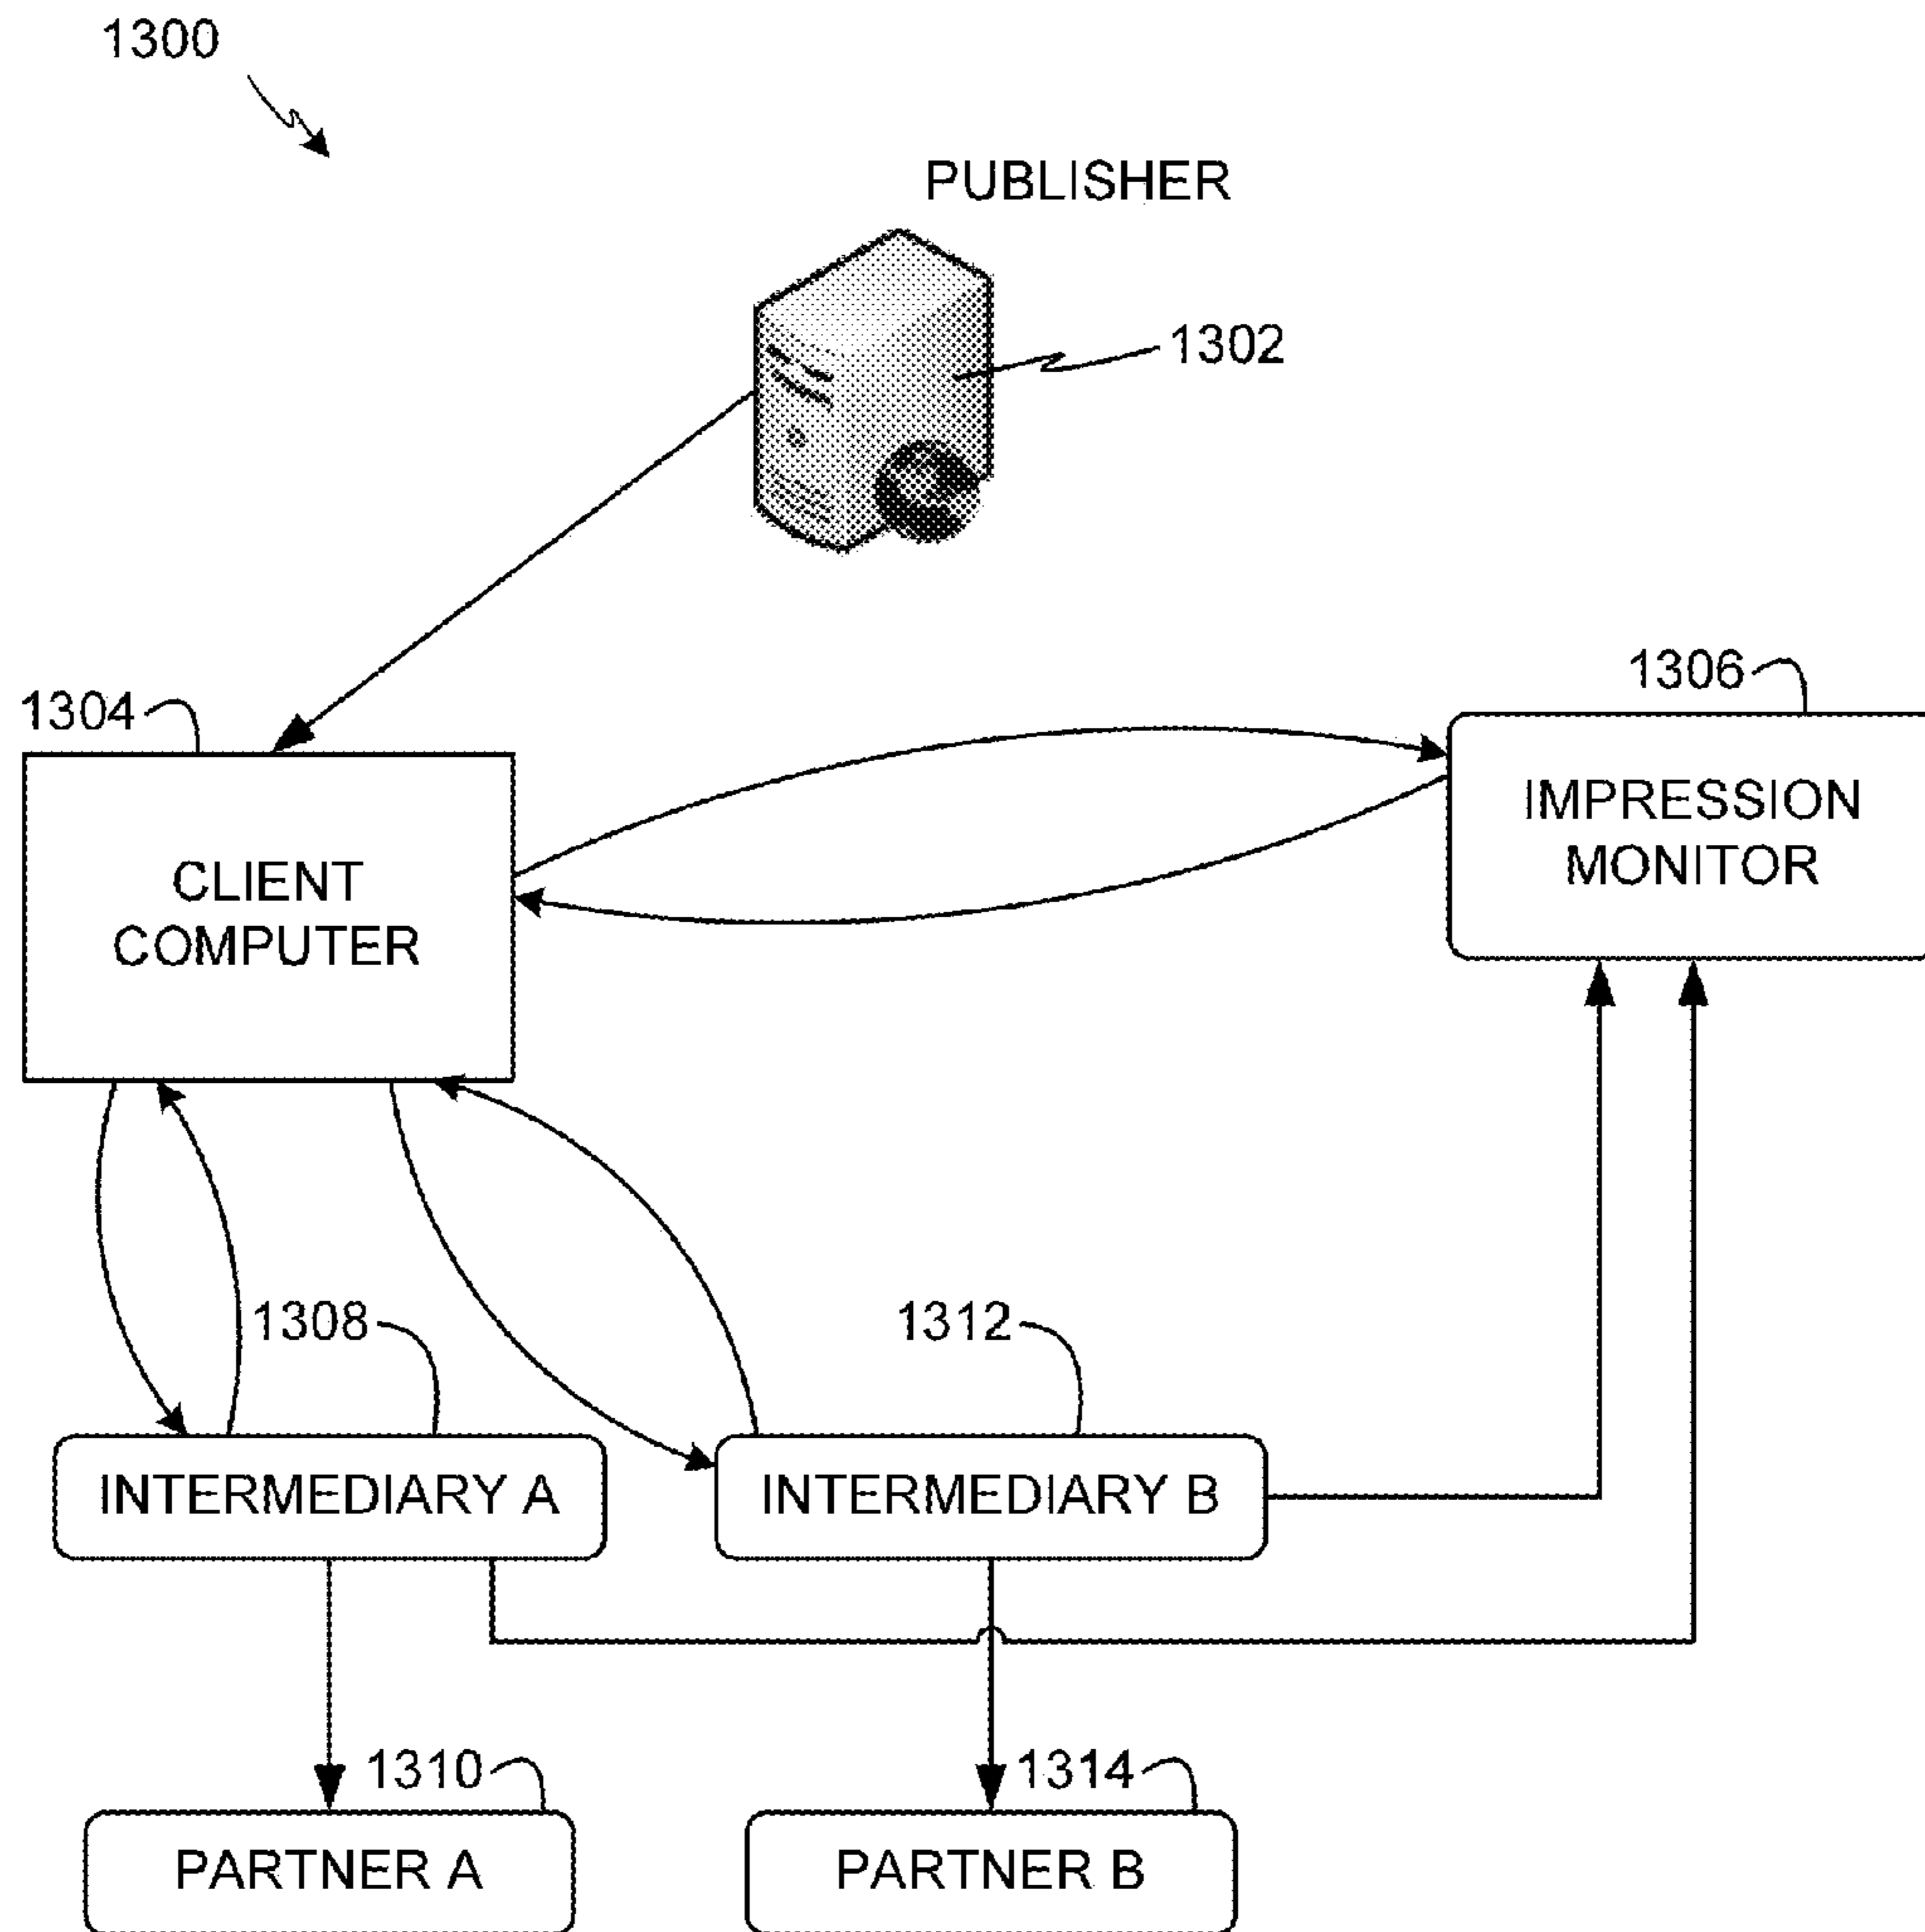 1300
PUBLISHER
1302
1304
1306
CLIENT
COMPUTER
IMPRESSION
MONITOR
1308
1312
INTERMEDIARY A
INTERMEDIARY B
1310
1314
PARTNER A
PARTNER B